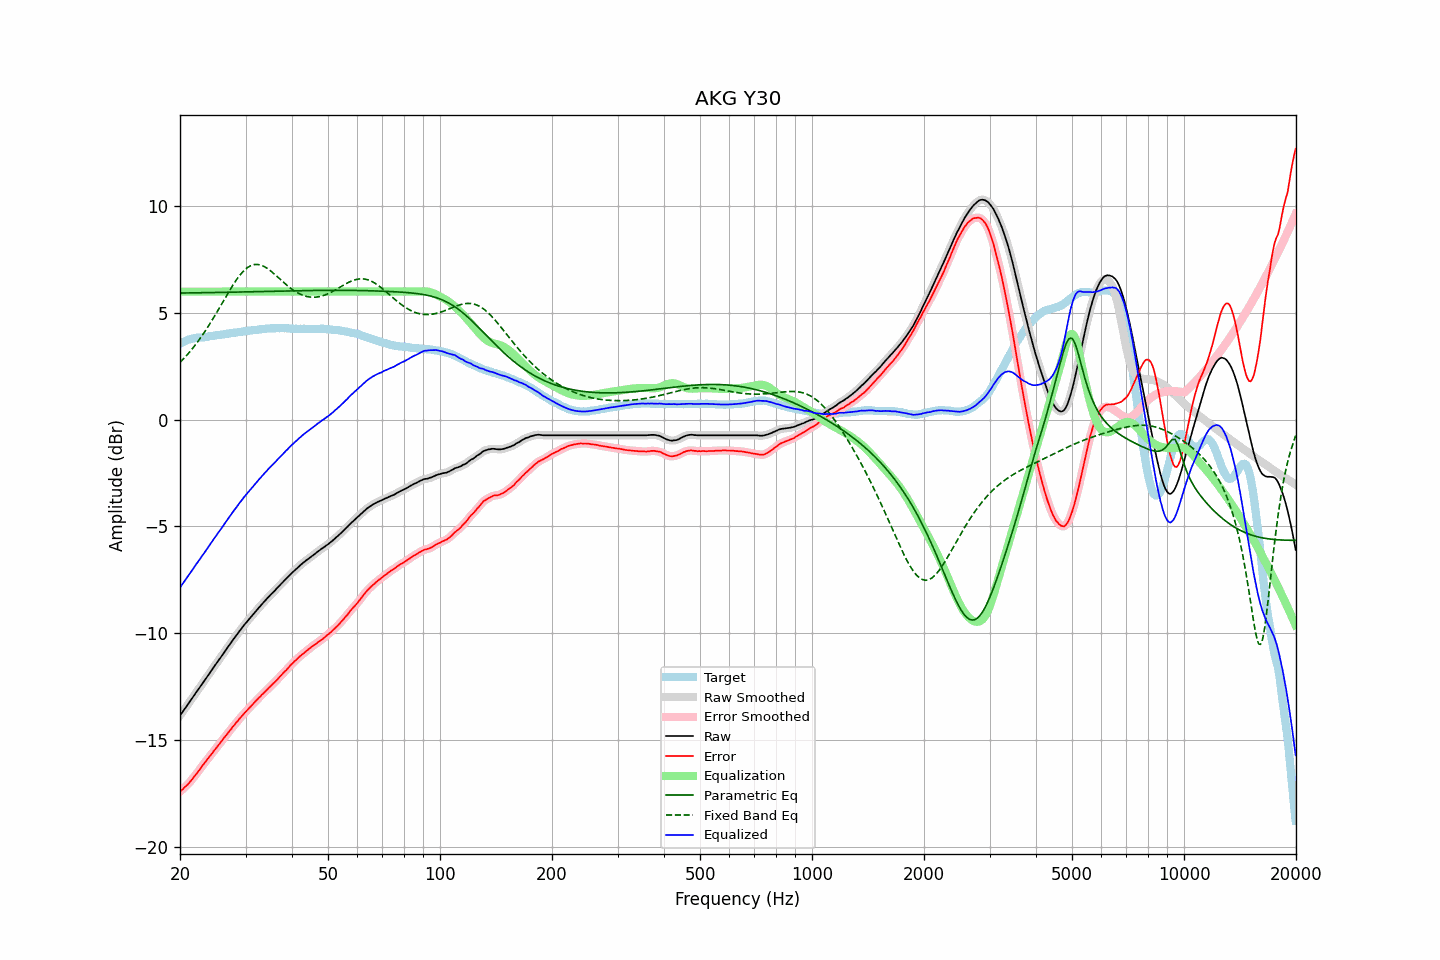 AKG Y30
Amplitude (dBr)
10
5
0
−5
−10
−15
−20
Target
Raw Smoothed
Error Smoothed
Raw
Error
Equalization
Parametric Eq
Fixed Band Eq
Equalized
20
50
100
200
500
1000
2000
5000
10000
20000
Frequency (Hz)